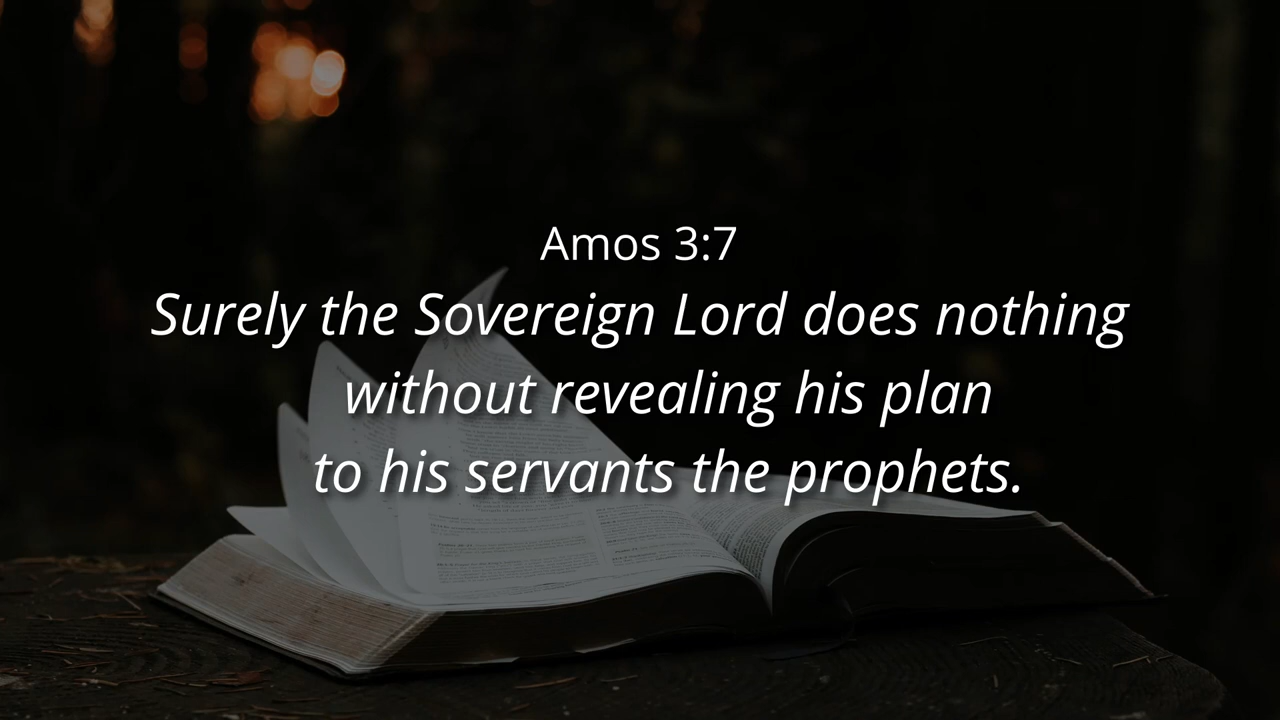 Amos 3:7
Surely the Sovereign Lord does nothing
without revealing his plan
to his servants the prophets.